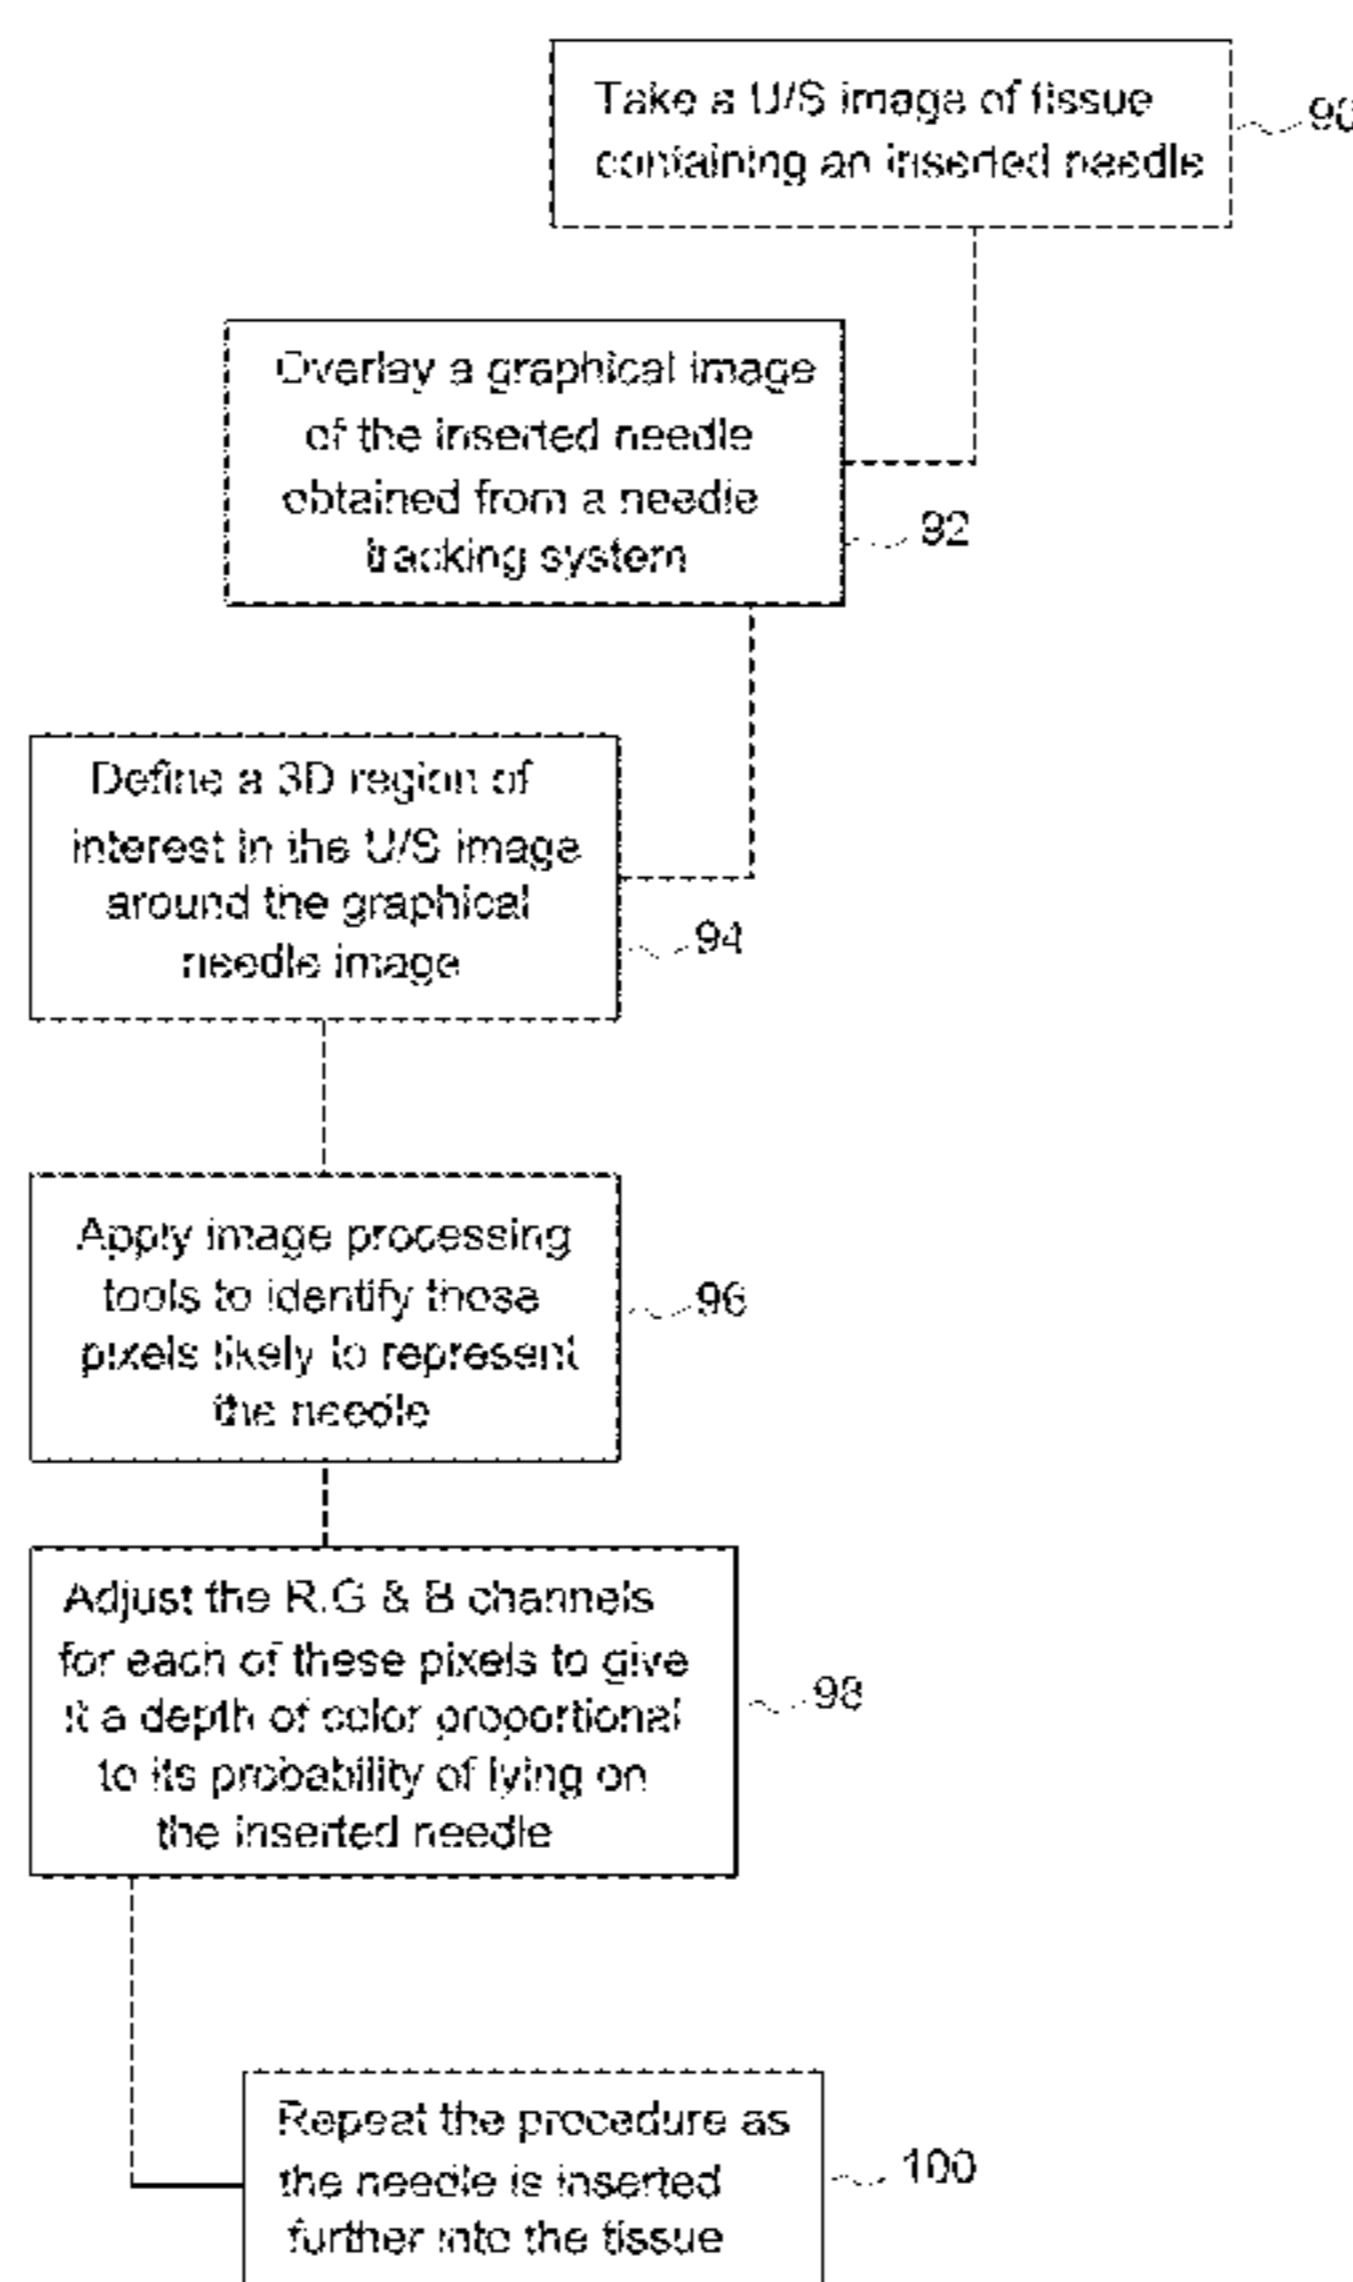 Take a U/S image of tissue
containing an inserted needle
90
Overlay a graphical image
of the inserted needle
obtained from a needle
tracking system
92
Define a 3D region of
interest in the U/S image
around the graphical
needle image
94
Apply image processing
tools to identify those
pixels likely to represent
the needle
96
Adjust the R.G & B channels
for each of these pixels to give
it a depth of color proportional
to its probability of lying on
the inserted needle
98
Repeat the procedure as
the needle is inserted
further into the tissue
100